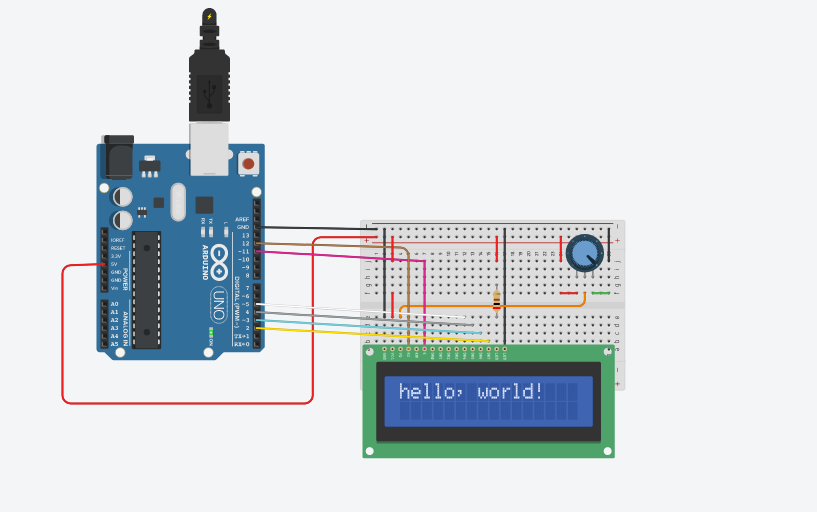 AREF
GND
13
12
~11
~10
~9
8
7
~6
~5
4
~3
2
TX→1
RX←0
IOREF
RESET
3.3V
5V
GND
GND
Vin
A0
A1
A2
A3
A4
A5
POWER
ANALOG IN
DIGITAL (PWM~)
TX
RX
L
ARDUINO
UNO
ON
hello, world!